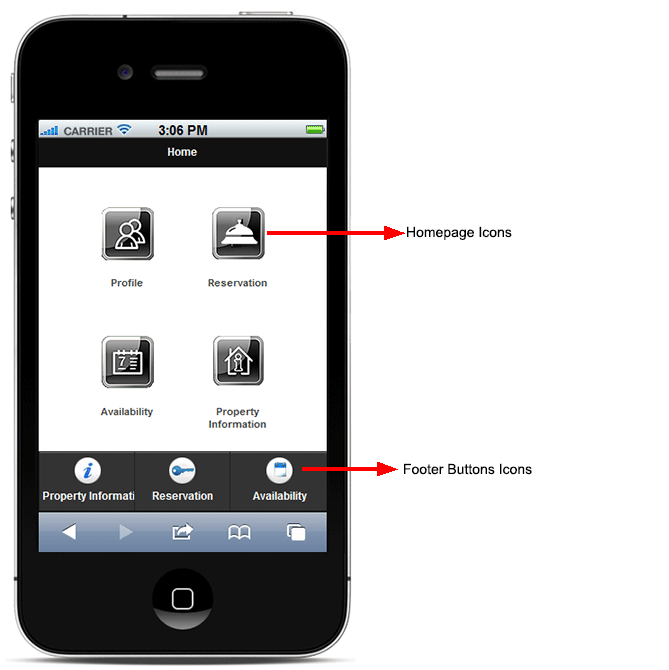 CARRIER 3:06 PM
Home
Homepage Icons
Profile
Reservation
7
Availability
Property
Information
Footer Buttons Icons
i
Property Informati
Reservation
Availability